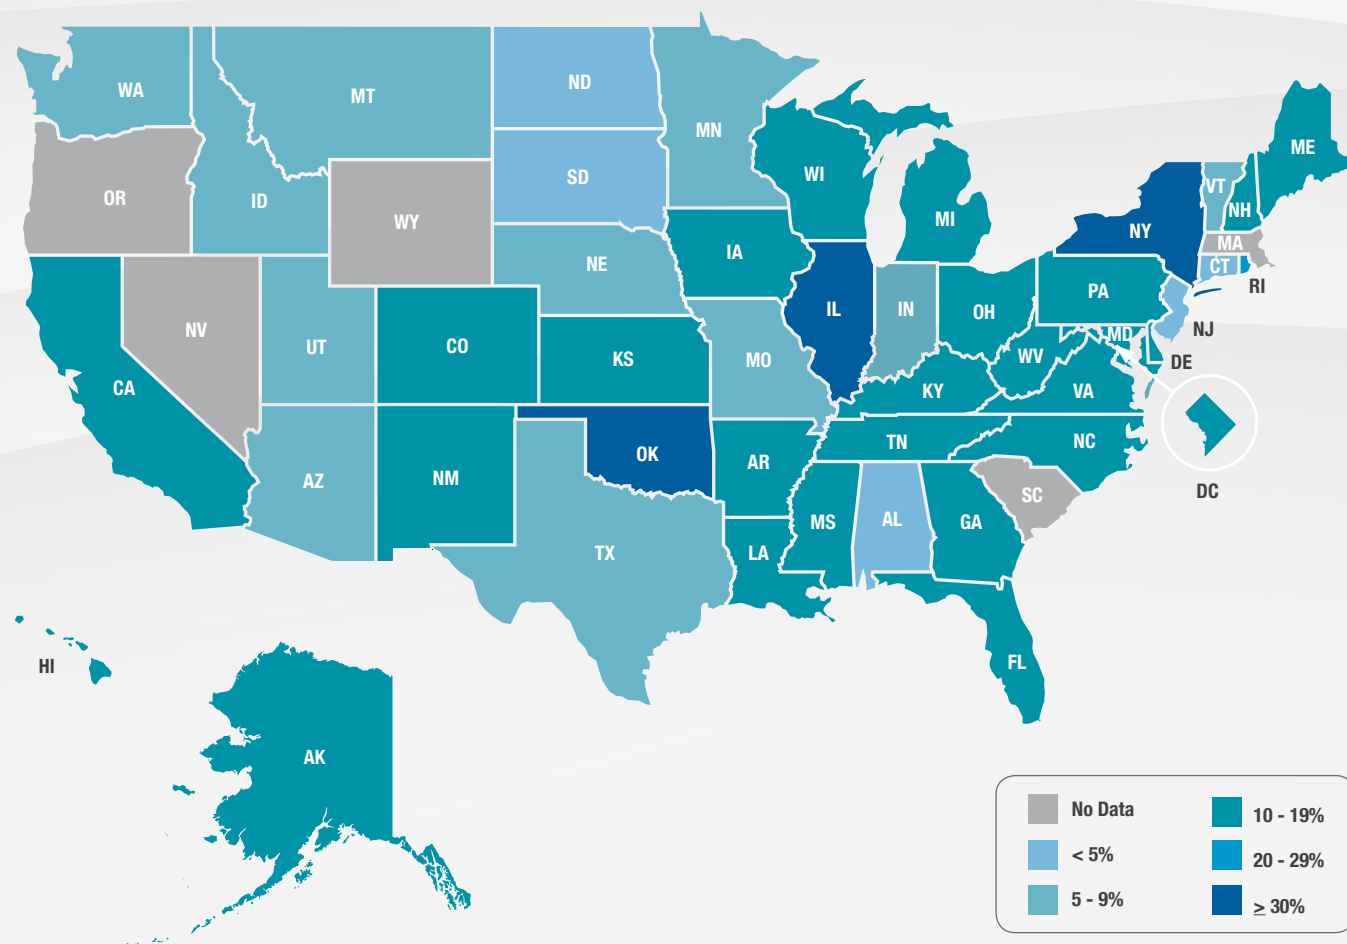 WA
MT
ND
MN
OR
ID
WY
SD
WI
MI
ME
VT
NH
NY
MA
CT
RI
NE
IA
IL
IN
OH
PA
NJ
NV
UT
CO
KS
MO
KY
WV
MD
DE
VA
CA
AZ
NM
OK
AR
TN
NC
DC
TX
LA
MS
AL
GA
SC
FL
HI
AK
No Data
< 5%
5 - 9%
10 - 19%
20 - 29%
≥ 30%